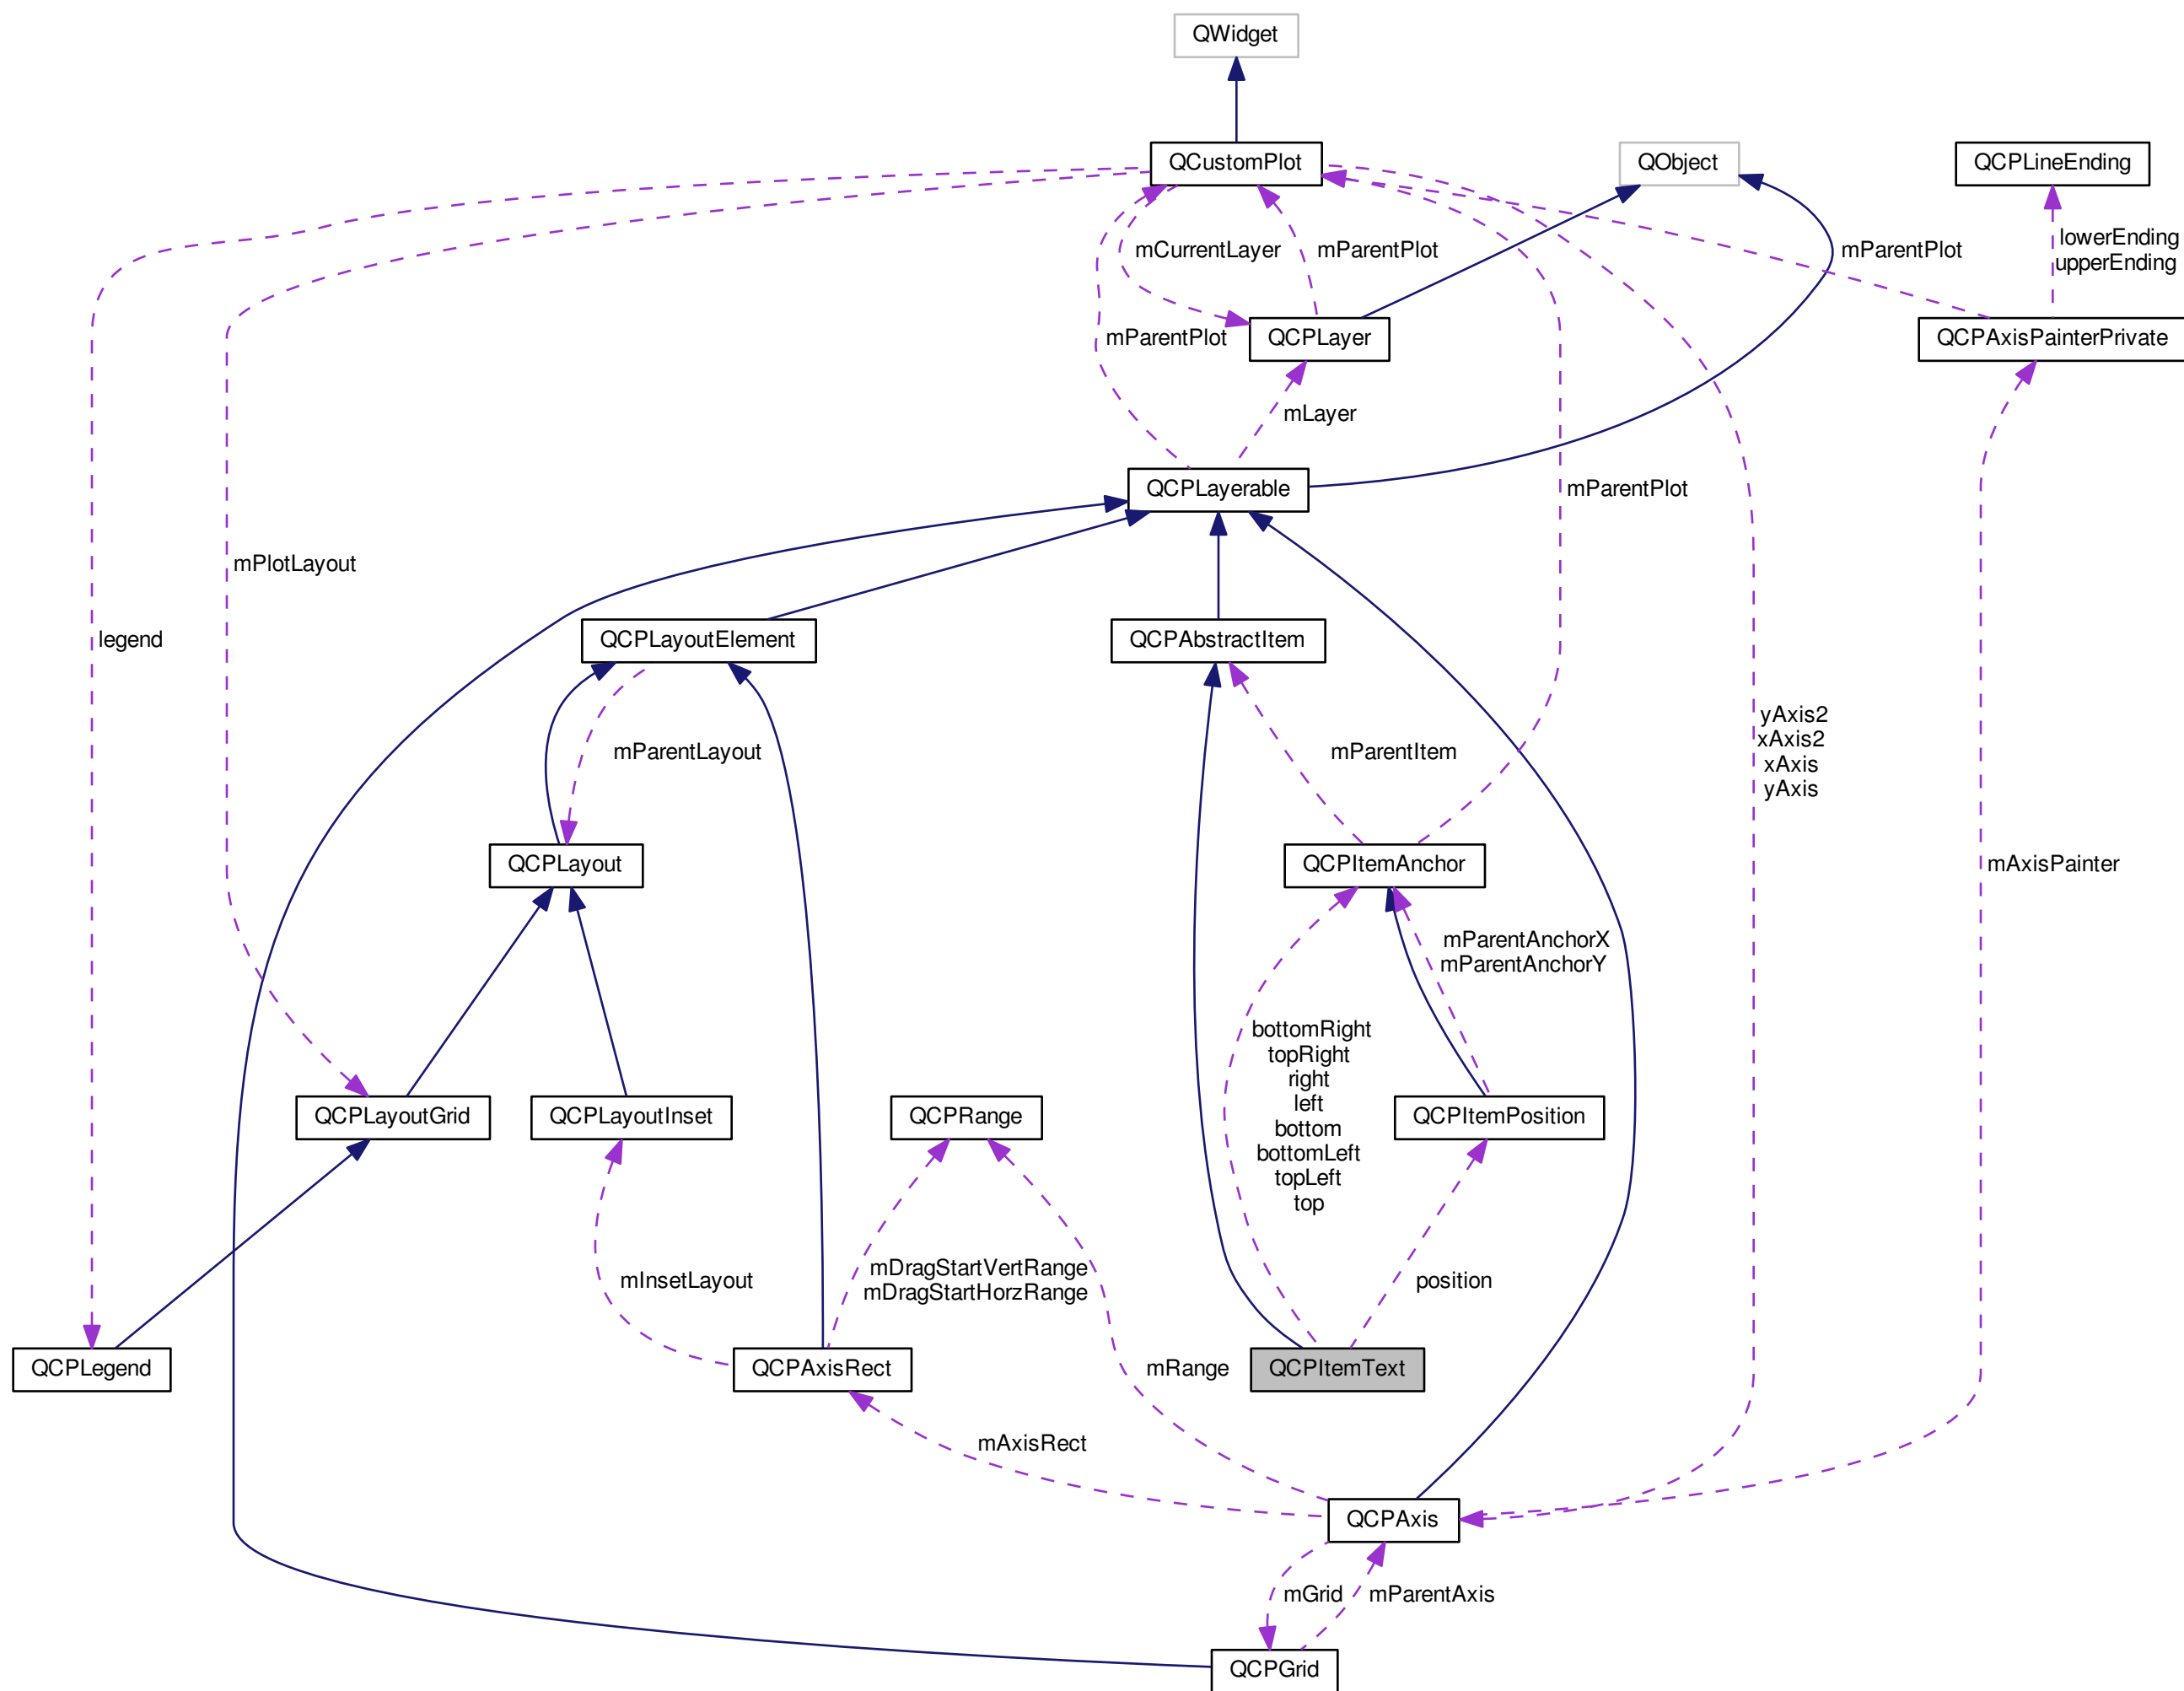 QWidget
QCustomPlot
QObject
QCPLineEnding
mCurrentLayer
mParentPlot
mParentPlot
lowerEnding
upperEnding
mParentPlot
QCPLayer
QCPAxisPainterPrivate
mLayer
QCPLayerable
mParentPlot
mPlotLayout
legend
QCPLayoutElement
QCPAbstractItem
yAxis2
xAxis2
xAxis
yAxis
mParentLayout
mParentItem
QCPLayout
QCPItemAnchor
mAxisPainter
mParentAnchorX
mParentAnchorY
bottomRight
topRight
right
left
bottom
bottomLeft
topLeft
top
QCPLayoutGrid
QCPLayoutInset
QCPRange
QCPItemPosition
mInsetLayout
mDragStartVertRange
mDragStartHorzRange
position
QCPLegend
QCPAxisRect
mRange
QCPItemText
mAxisRect
QCPAxis
mGrid
mParentAxis
QCPGrid